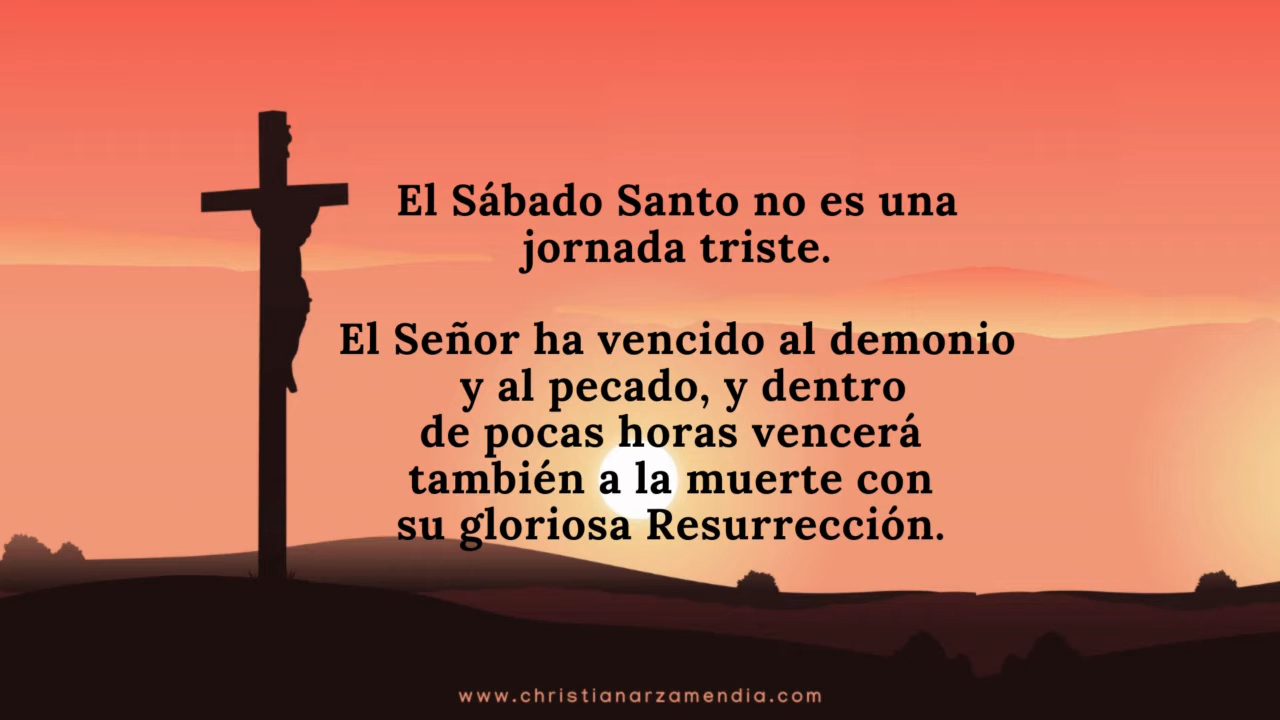 El Sábado Santo no es una
jornada triste.
El Señor ha vencido al demonio
y al pecado, y dentro
de pocas horas vencerá
también a la muerte con
su gloriosa Resurrección.
www.christianarzamendia.com